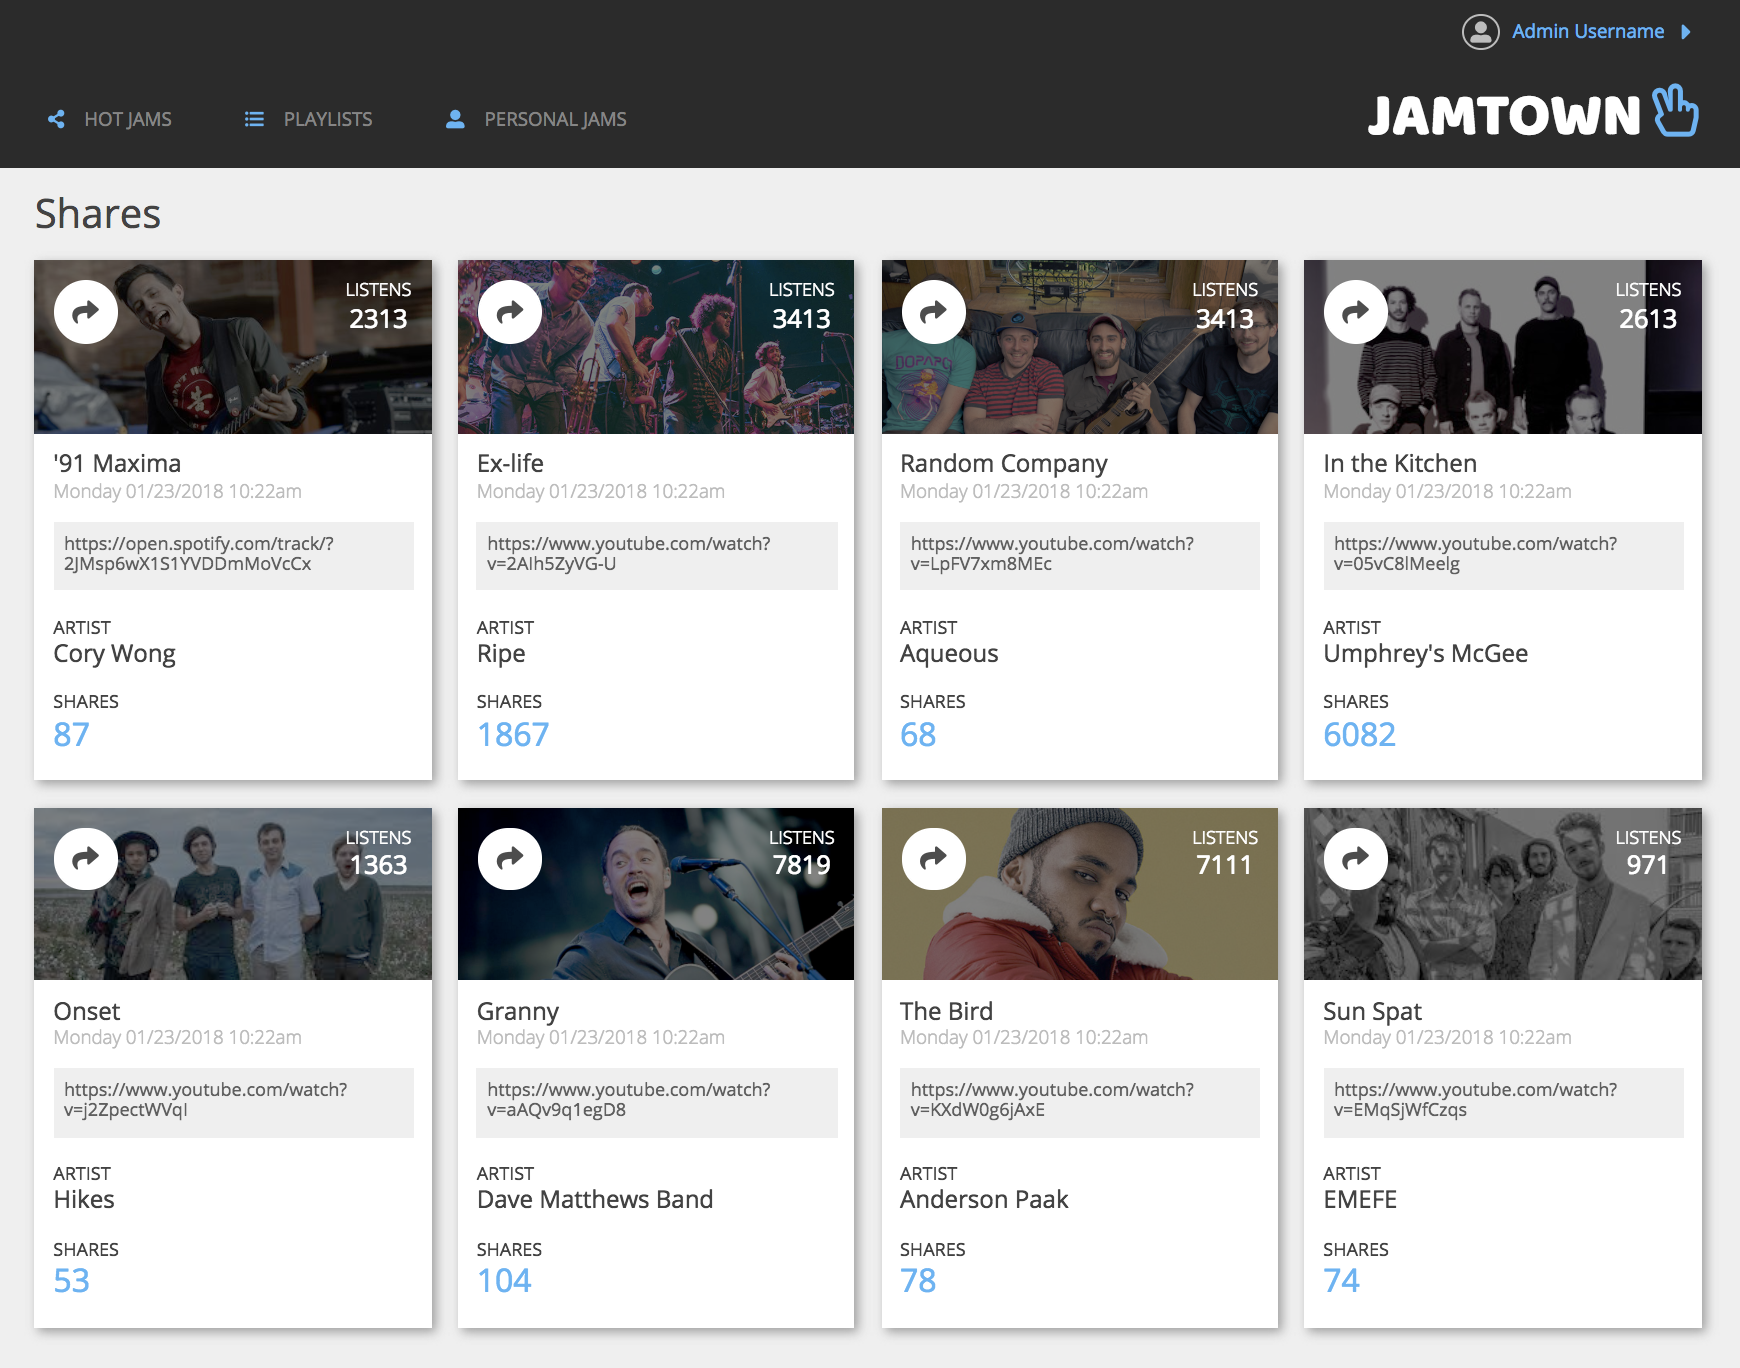 Admin Username
HOT JAMS
PLAYLISTS
PERSONAL JAMS
JAMTOWN
Shares
LISTENS
2313
'91 Maxima
Monday 01/23/2018 10:22am
https://open.spotify.com/track/?
2JMsp6wX1S1YVDDmMoVcCx
ARTIST
Cory Wong
SHARES
87
LISTENS
3413
Ex-life
Monday 01/23/2018 10:22am
https://www.youtube.com/watch?
v=2AIh5ZyVG-U
ARTIST
Ripe
SHARES
1867
LISTENS
3413
DOPAPOD
Random Company
Monday 01/23/2018 10:22am
https://www.youtube.com/watch?
v=LpFV7xm8MEc
ARTIST
Aqueous
SHARES
68
LISTENS
2613
In the Kitchen
Monday 01/23/2018 10:22am
https://www.youtube.com/watch?
v=05vC8lMeelg
ARTIST
Umphrey's McGee
SHARES
6082
LISTENS
1363
Onset
Monday 01/23/2018 10:22am
https://www.youtube.com/watch?
v=j2ZpectWVqI
ARTIST
Hikes
SHARES
53
LISTENS
7819
Granny
Monday 01/23/2018 10:22am
https://www.youtube.com/watch?
v=aAQv9q1egD8
ARTIST
Dave Matthews Band
SHARES
104
LISTENS
7111
The Bird
Monday 01/23/2018 10:22am
https://www.youtube.com/watch?
v=KXdW0g6jAxE
ARTIST
Anderson Paak
SHARES
78
LISTENS
971
Sun Spat
Monday 01/23/2018 10:22am
https://www.youtube.com/watch?
v=EMqSjWfCzqs
ARTIST
EMEFE
SHARES
74